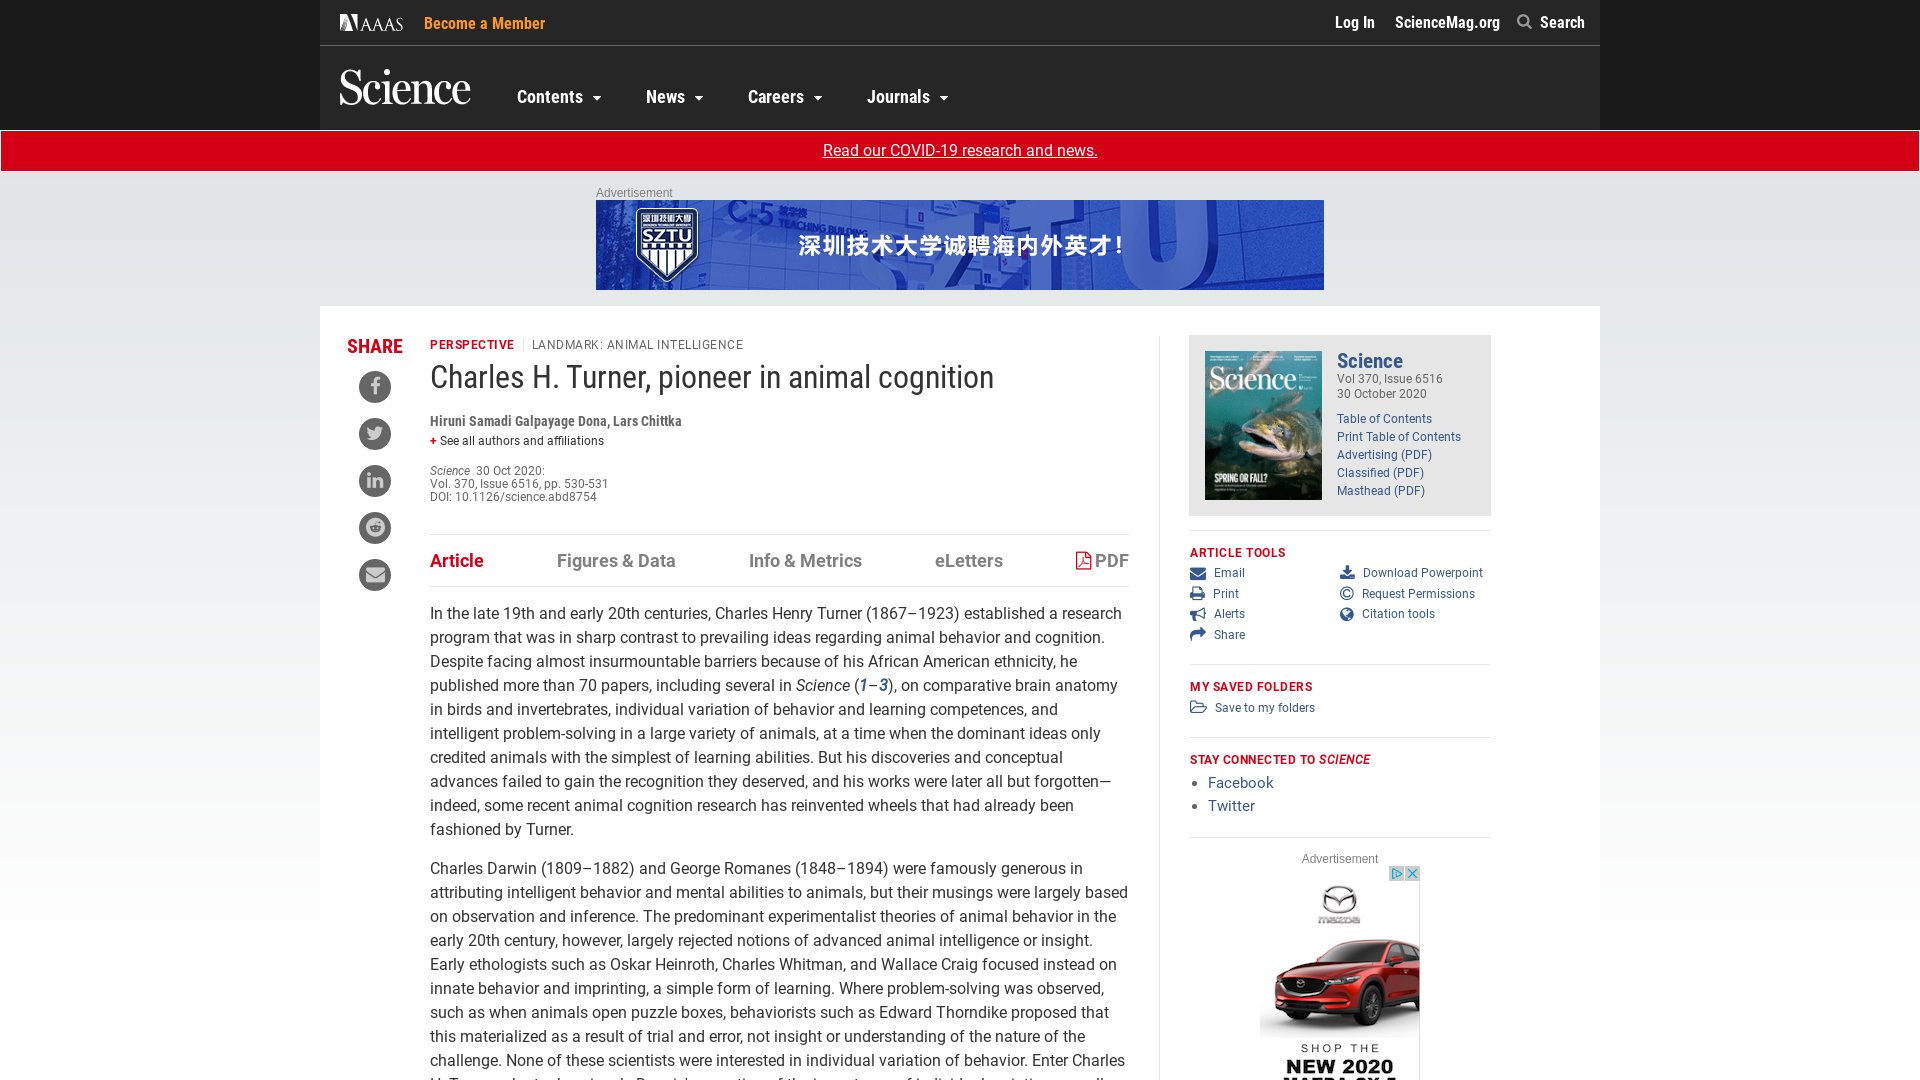 AAAS
Become a Member
Log In
ScienceMag.org
Search
Science
Contents
News
Careers
Journals
Read our COVID-19 research and news.
Advertisement
C-5 教学楼
TEACHING BUILDING
SZTU
深圳技术大学诚聘海内外英才!
SHARE
PERSPECTIVE
LANDMARK: ANIMAL INTELLIGENCE
Charles H. Turner, pioneer in animal cognition
Hiruni Samadi Galpayage Dona, Lars Chittka
+ See all authors and affiliations
Science 30 Oct 2020:
Vol. 370, Issue 6516, pp. 530-531
DOI: 10.1126/science.abd8754
Article
Figures & Data
Info & Metrics
eLetters
PDF
In the late 19th and early 20th centuries, Charles Henry Turner (1867–1923) established a research
program that was in sharp contrast to prevailing ideas regarding animal behavior and cognition.
Despite facing almost insurmountable barriers because of his African American ethnicity, he
published more than 70 papers, including several in Science (1–3), on comparative brain anatomy
in birds and invertebrates, individual variation of behavior and learning competences, and
intelligent problem-solving in a large variety of animals, at a time when the dominant ideas only
credited animals with the simplest of learning abilities. But his discoveries and conceptual
advances failed to gain the recognition they deserved, and his works were later all but forgotten—
indeed, some recent animal cognition research has reinvented wheels that had already been
fashioned by Turner.
Charles Darwin (1809–1882) and George Romanes (1848–1894) were famously generous in
attributing intelligent behavior and mental abilities to animals, but their musings were largely based
on observation and inference. The predominant experimentalist theories of animal behavior in the
early 20th century, however, largely rejected notions of advanced animal intelligence or insight.
Early ethologists such as Oskar Heinroth, Charles Whitman, and Wallace Craig focused instead on
innate behavior and imprinting, a simple form of learning. Where problem-solving was observed,
such as when animals open puzzle boxes, behaviorists such as Edward Thorndike proposed that
this materialized as a result of trial and error, not insight or understanding of the nature of the
challenge. None of these scientists were interested in individual variation of behavior. Enter Charles
Science
SPRING OR FALL?
Science
Vol 370, Issue 6516
30 October 2020
Table of Contents
Print Table of Contents
Advertising (PDF)
Classified (PDF)
Masthead (PDF)
ARTICLE TOOLS
Email
Download Powerpoint
Print
Request Permissions
Alerts
Citation tools
Share
MY SAVED FOLDERS
Save to my folders
STAY CONNECTED TO SCIENCE
Facebook
Twitter
Advertisement
mazda
SHOP THE
NEW 2020